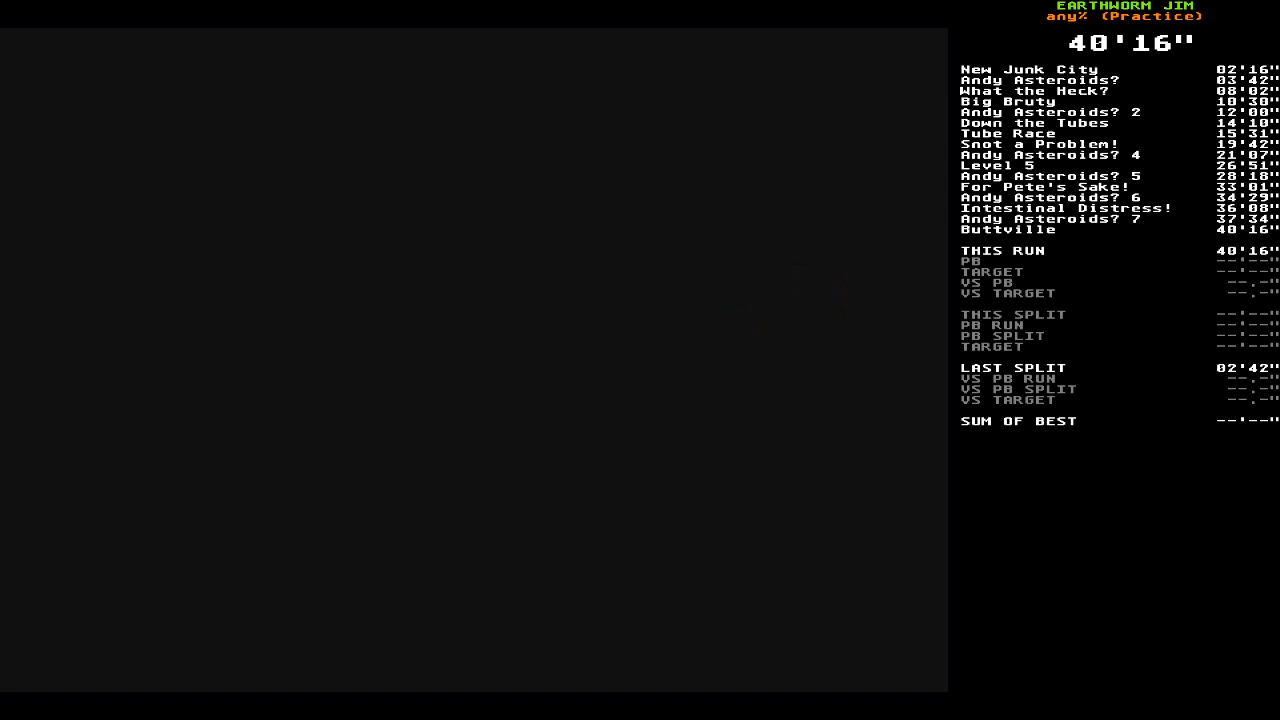 EARTHWORM JIM
any% (Practice)
40'16"
New Junk City 02'16"
Andy Asteroids? 03'42"
What the Heck? 08'02"
Big Bruty 10'30"
Andy Asteroids? 2 12'00"
Down the Tubes 14'10"
Tube Race 15'31"
Snot a Problem! 19'42"
Andy Asteroids? 4 21'07"
Level 5 26'51"
Andy Asteroids? 5 28'18"
For Pete's Sake! 33'01"
Andy Asteroids? 6 34'29"
Intestinal Distress! 36'08"
Andy Asteroids? 7 37'34"
Buttville 40'16"
THIS RUN 40'16"
PB --'--"
TARGET --'--"
VS PB --.-"
VS TARGET --.-"
THIS SPLIT --'--"
PB RUN --'--"
PB SPLIT --'--"
TARGET --'--"
LAST SPLIT 02'42"
VS PB RUN --.-"
VS PB SPLIT --.-"
VS TARGET --.-"
SUM OF BEST --'--"